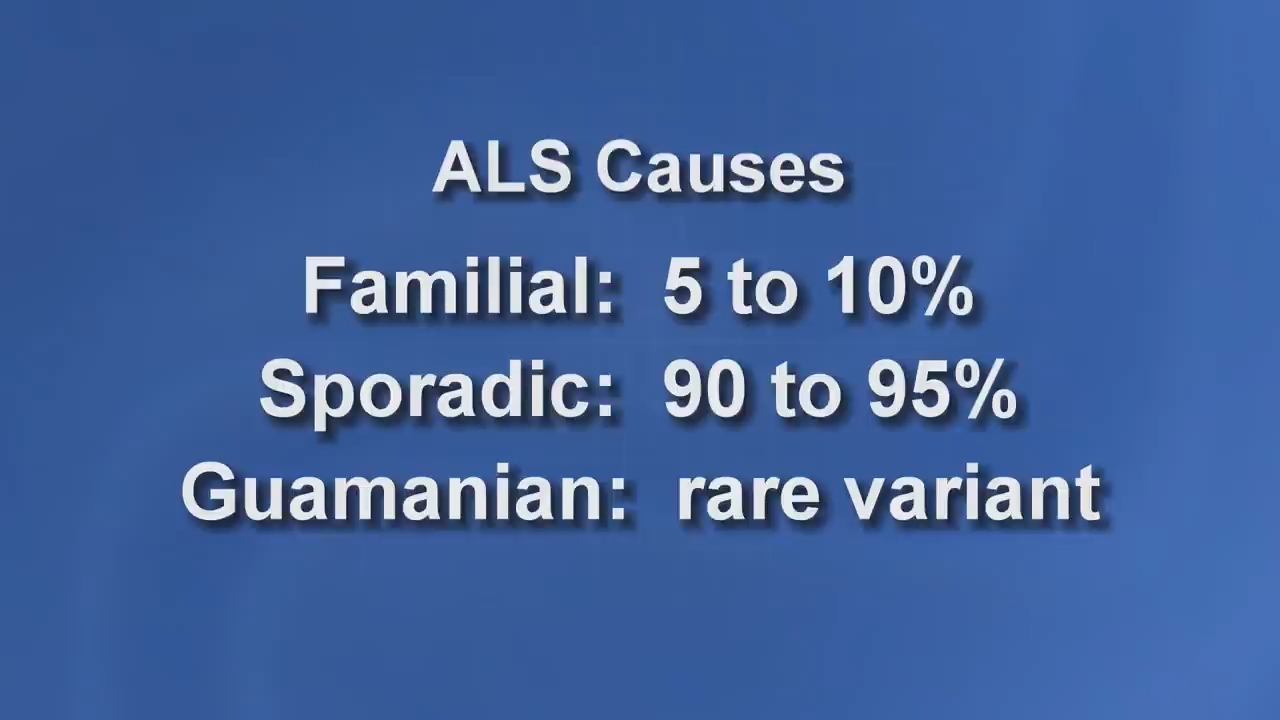 ALS Causes
Familial: 5 to 10%
Sporadic: 90 to 95%
Guamanian: rare variant